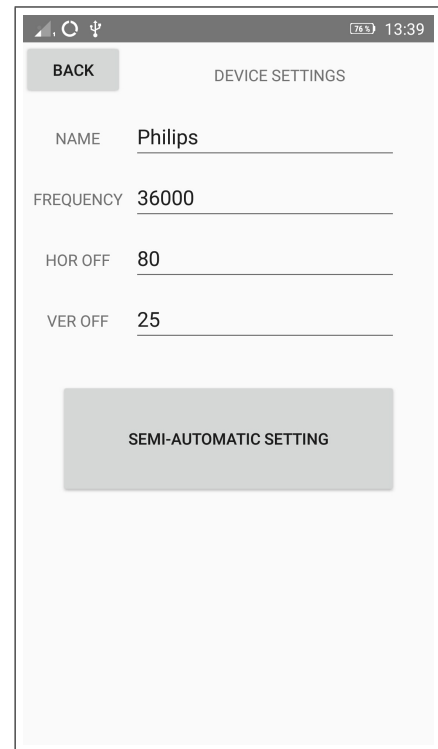 76% 13:39
BACK DEVICE SETTINGS
NAME Philips
FREQUENCY 36000
HOR OFF 80
VER OFF 25
SEMI-AUTOMATIC SETTING